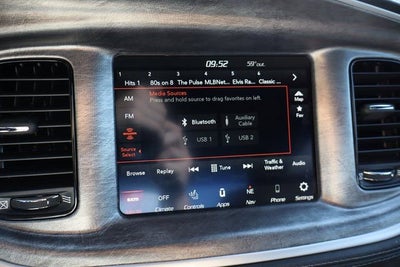 09:52 59°out.
1 2 3 4 5 6
Hits 1 80s on 8 The Pulse MLBNet... Elvis Ra... Classic ...
AM
Media Sources
Press and hold source to drag favorites on left.
Map
FM
Bluetooth
Auxiliary Cable
Fav
Source Select
USB 1
USB 2
Browse Replay Tune Traffic & Weather Audio
OFF NE
Climate Controls Apps Nav Phone Settings